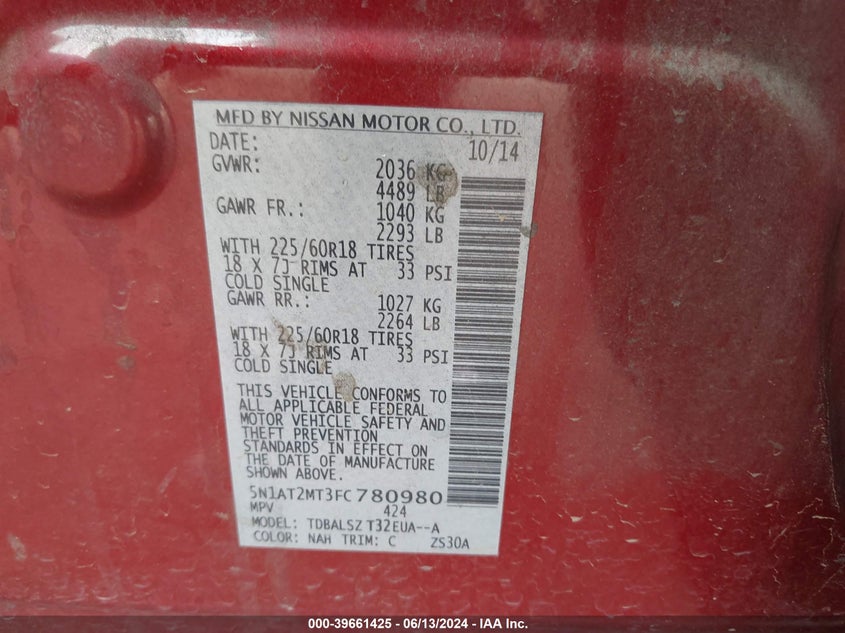 MFD BY NISSAN MOTOR CO., LTD.
DATE: 10/14
GVWR: 2036 KG
4489 LB
GAWR FR.: 1040 KG
2293 LB
WITH 225/60R18 TIRES
18 X 7J RIMS AT 33 PSI
COLD SINGLE
GAWR RR.: 1027 KG
2264 LB
WITH 225/60R18 TIRES
18 X 7J RIMS AT 33 PSI
COLD SINGLE
THIS VEHICLE CONFORMS TO
ALL APPLICABLE FEDERAL
MOTOR VEHICLE SAFETY AND
THEFT PREVENTION
STANDARDS IN EFFECT ON
THE DATE OF MANUFACTURE
SHOWN ABOVE.
5N1AT2MT3FC780980
MPV 424
MODEL: TDBALSZ T32EUA--A
COLOR: NAH TRIM: C ZS30A
000-39661425 - 06/13/2024 - IAA Inc.